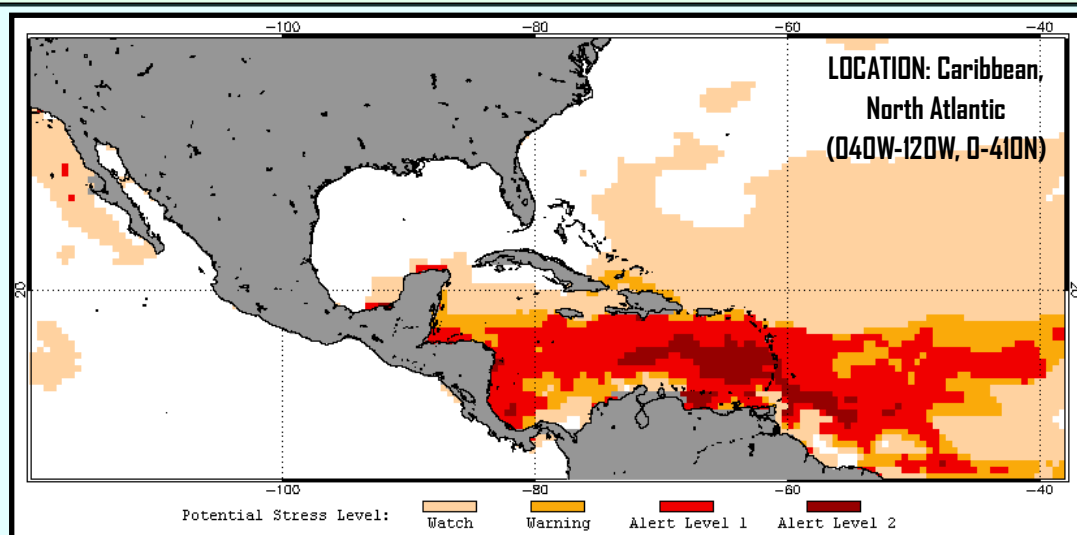 -100 -80 -60 -40
LOCATION: Caribbean,
North Atlantic
(040W-120W, 0-410N)
20 20
-100 -80 -60 -40
Potential Stress Level: Watch Warning Alert Level 1 Alert Level 2